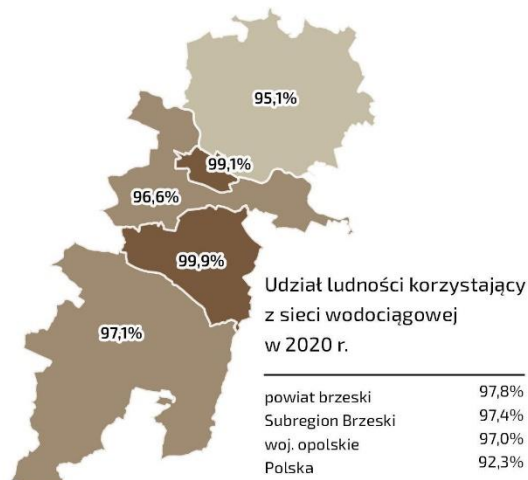 95,1%
99,1%
96,6%
99,9%
97,1%
Udział ludności korzystający
z sieci wodociągowej
w 2020 r.
powiat brzeski 97,8%
Subregion Brzeski 97,4%
woj. opolskie 97,0%
Polska 92,3%